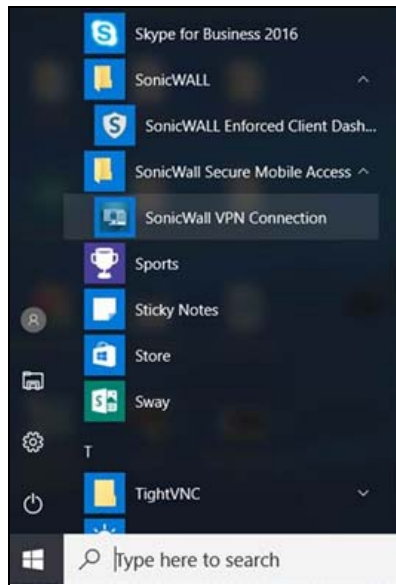 Skype for Business 2016
SonicWALL
SonicWALL Enforced Client Dash...
SonicWall Secure Mobile Access
SonicWall VPN Connection
Sports
Sticky Notes
Store
Sway
T
TightVNC
Type here to search